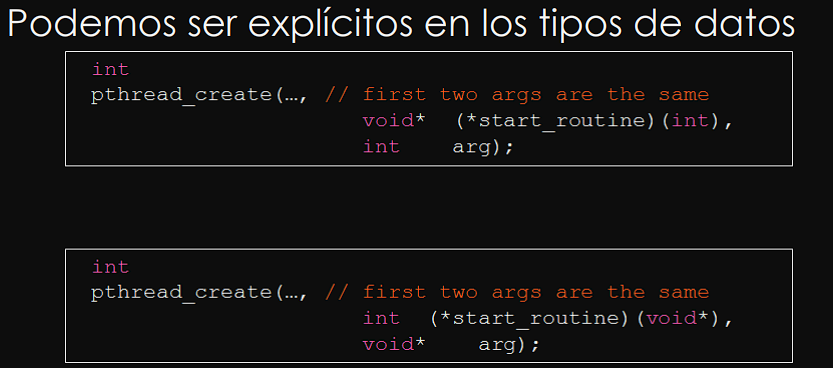 Podemos ser explícitos en los tipos de datos
int
pthread_create(…, // first two args are the same
void* (*start_routine)(int),
int arg);
int
pthread_create(…, // first two args are the same
int (*start_routine)(void*),
void* arg);